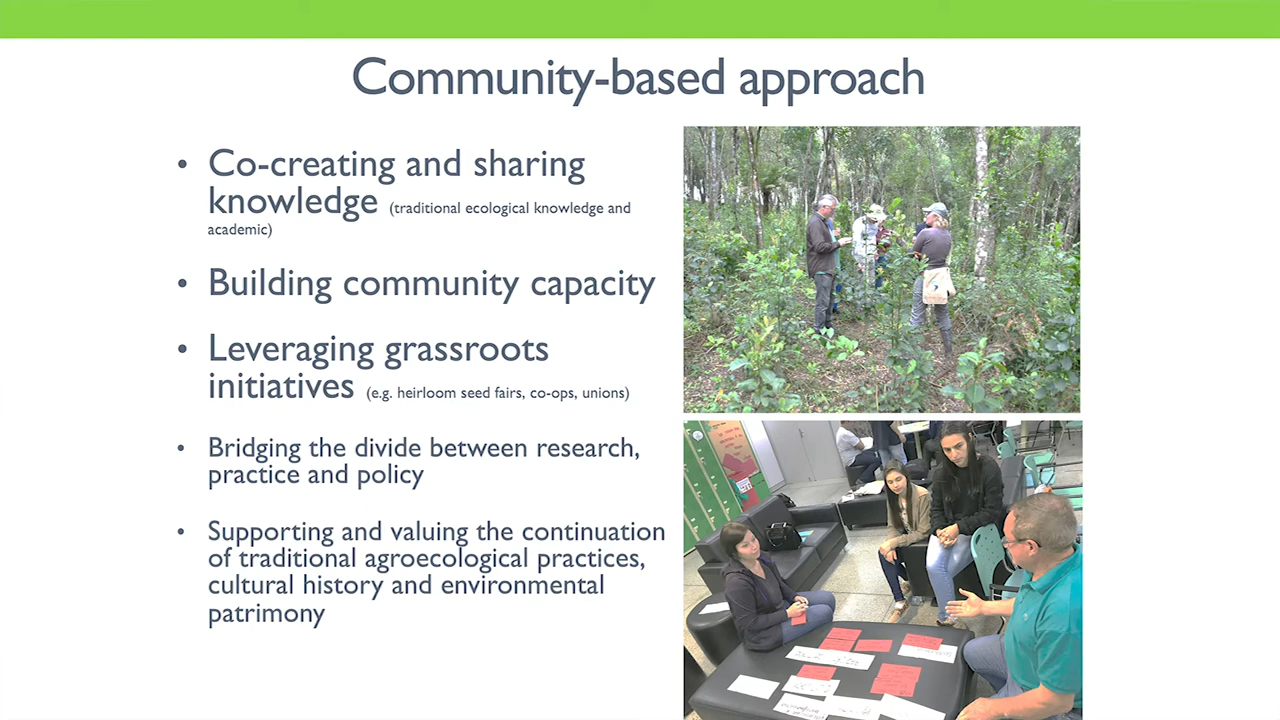 Community-based approach
• Co-creating and sharing
knowledge (traditional ecological knowledge and
academic)
• Building community capacity
• Leveraging grassroots
initiatives (e.g. heirloom seed fairs, co-ops, unions)
• Bridging the divide between research,
practice and policy
• Supporting and valuing the continuation
of traditional agroecological practices,
cultural history and environmental
patrimony